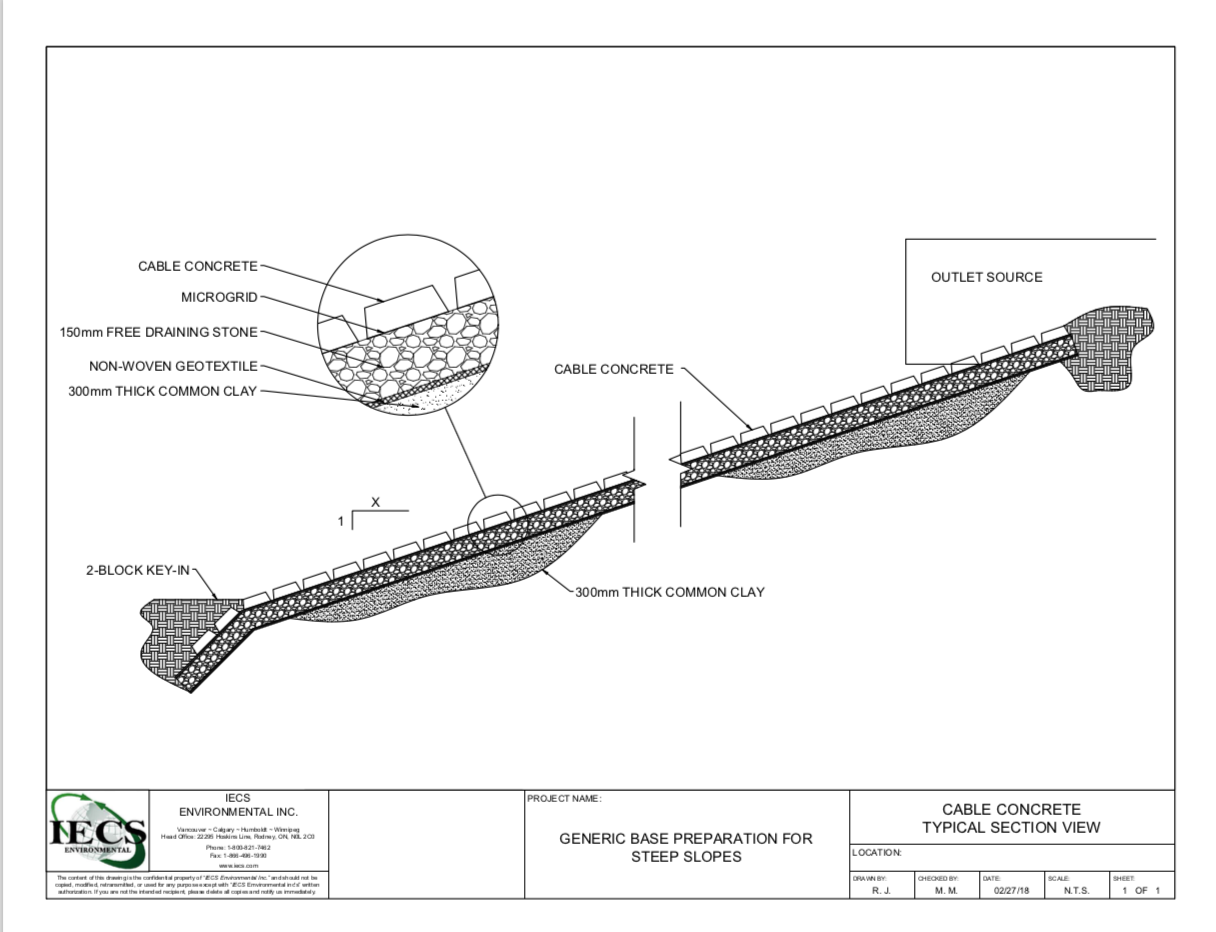 CABLE CONCRETE
MICROGRID
150mm FREE DRAINING STONE
NON-WOVEN GEOTEXTILE
300mm THICK COMMON CLAY
OUTLET SOURCE
CABLE CONCRETE
X
1
2-BLOCK KEY-IN
300mm THICK COMMON CLAY
IECS
ENVIRONMENTAL
IECS
ENVIRONMENTAL INC.
Vancouver ~ Calgary ~ Humboldt ~ Winnipeg
Head Office: 22295 Hoskins Line, Rodney, ON, N0L 2C0
Phone: 1-800-821-7462
Fax: 1-866-496-1990
www.iecs.com
The content of this drawing is the confidential property of "IECS Environmental Inc." and should not be
copied, modified, retransmitted, or used for any purpose except with "IECS Environmental Inc's" written
authorization. If you are not the intended recipient, please delete all copies and notify us immediately.
PROJECT NAME:
GENERIC BASE PREPARATION FOR
STEEP SLOPES
CABLE CONCRETE
TYPICAL SECTION VIEW
LOCATION:
DRAWN BY:
R. J.
CHECKED BY:
M. M.
DATE:
02/27/18
SCALE:
N.T.S.
SHEET:
1 OF 1